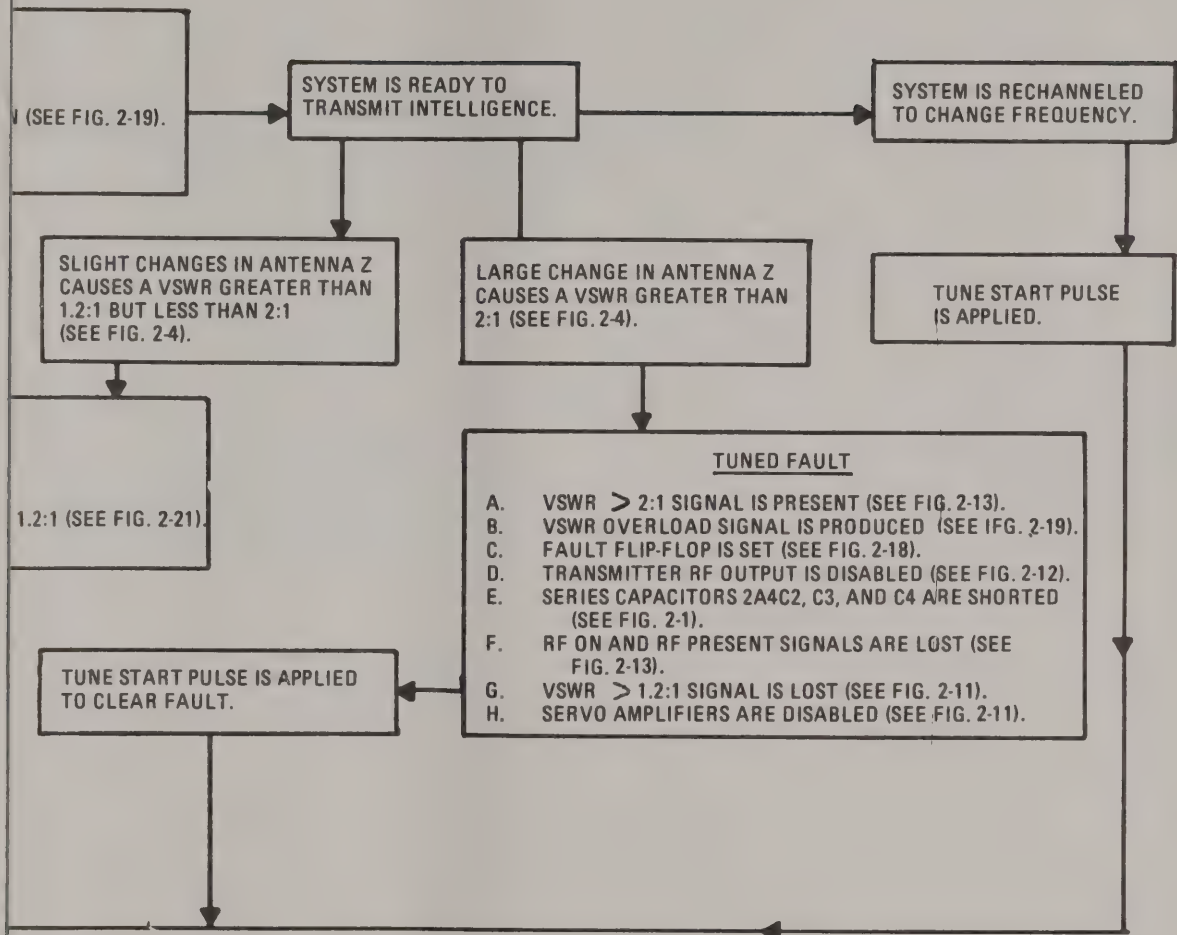 N (SEE FIG. 2-19).
SYSTEM IS READY TO
TRANSMIT INTELLIGENCE.
SYSTEM IS RECHANNELED
TO CHANGE FREQUENCY.
SLIGHT CHANGES IN ANTENNA Z
CAUSES A VSWR GREATER THAN
1.2:1 BUT LESS THAN 2:1
(SEE FIG. 2-4).
LARGE CHANGE IN ANTENNA Z
CAUSES A VSWR GREATER THAN
2:1 (SEE FIG. 2-4).
TUNE START PULSE
IS APPLIED.
1.2:1 (SEE FIG. 2-21).
TUNED FAULT
A. VSWR > 2:1 SIGNAL IS PRESENT (SEE FIG. 2-13).
B. VSWR OVERLOAD SIGNAL IS PRODUCED (SEE IFG. 2-19).
C. FAULT FLIP-FLOP IS SET (SEE FIG. 2-18).
D. TRANSMITTER RF OUTPUT IS DISABLED (SEE FIG. 2-12).
E. SERIES CAPACITORS 2A4C2, C3, AND C4 ARE SHORTED
(SEE FIG. 2-1).
F. RF ON AND RF PRESENT SIGNALS ARE LOST (SEE
FIG. 2-13).
G. VSWR > 1.2:1 SIGNAL IS LOST (SEE FIG. 2-11).
H. SERVO AMPLIFIERS ARE DISABLED (SEE FIG. 2-11).
TUNE START PULSE IS APPLIED
TO CLEAR FAULT.